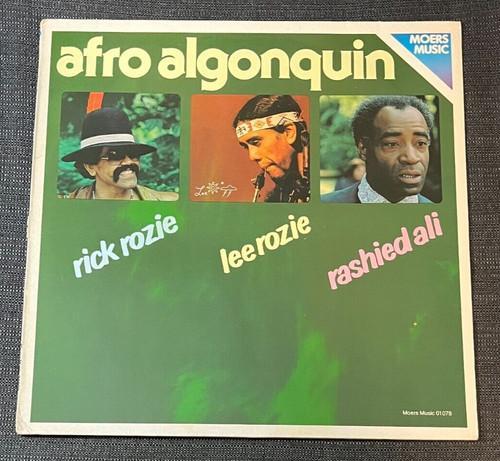 afro algonquin
MOERS
MUSIC
rick rozie
lee rozie
rashied ali
Moers Music 01078